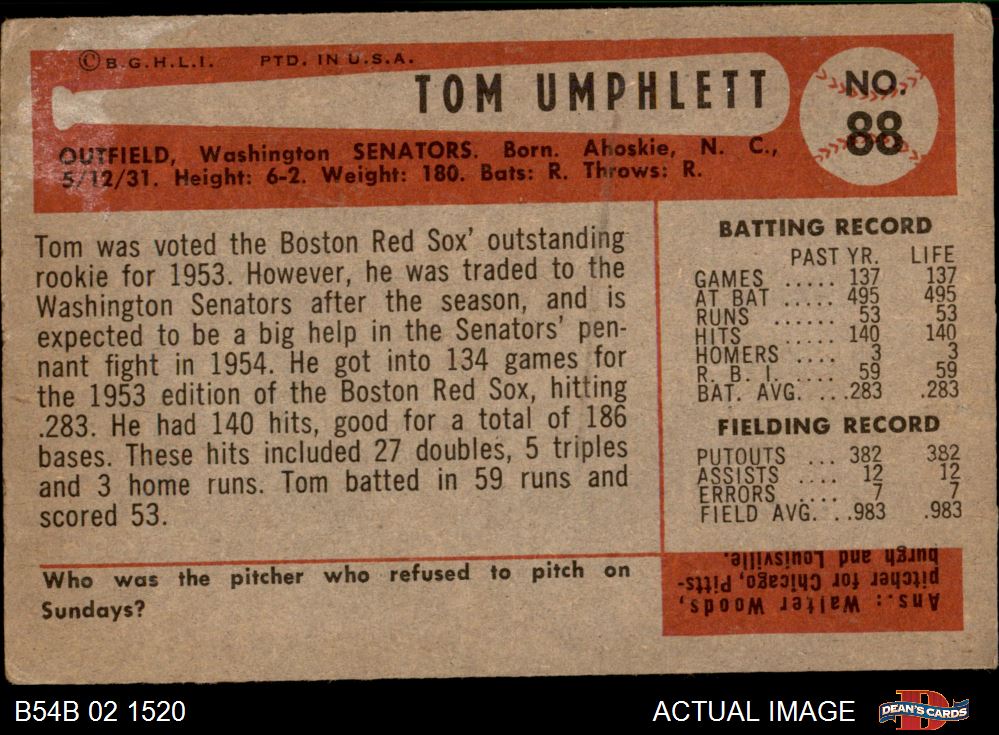 ©B.G.H.L.I. PTD. IN U.S.A.
TOM UMPHLETT
NO.
88
OUTFIELD, Washington SENATORS. Born. Ahoskie, N. C.,
5/12/31. Height: 6-2. Weight: 180. Bats: R. Throws: R.
Tom was voted the Boston Red Sox' outstanding
rookie for 1953. However, he was traded to the
Washington Senators after the season, and is
expected to be a big help in the Senators' pen-
nant fight in 1954. He got into 134 games for
the 1953 edition of the Boston Red Sox, hitting
.283. He had 140 hits, good for a total of 186
bases. These hits included 27 doubles, 5 triples
and 3 home runs. Tom batted in 59 runs and
scored 53.
BATTING RECORD
PAST YR. LIFE
GAMES ..... 137 137
AT BAT ..... 495 495
RUNS ...... 53 53
HITS ..... 140 140
HOMERS .... 3 3
R. B. I. .... 59 59
BAT. AVG. ...283 .283
FIELDING RECORD
PUTOUTS ... 382 382
ASSISTS .... 12 12
ERRORS .... 7 7
FIELD AVG. ..983 .983
Who was the pitcher who refused to pitch on
Sundays?
Ans.: Walter Woods,
pitcher for Chicago, Pitts-
burgh and Louisville.
B54B 02 1520
ACTUAL IMAGE
D
DEAN'S CARDS